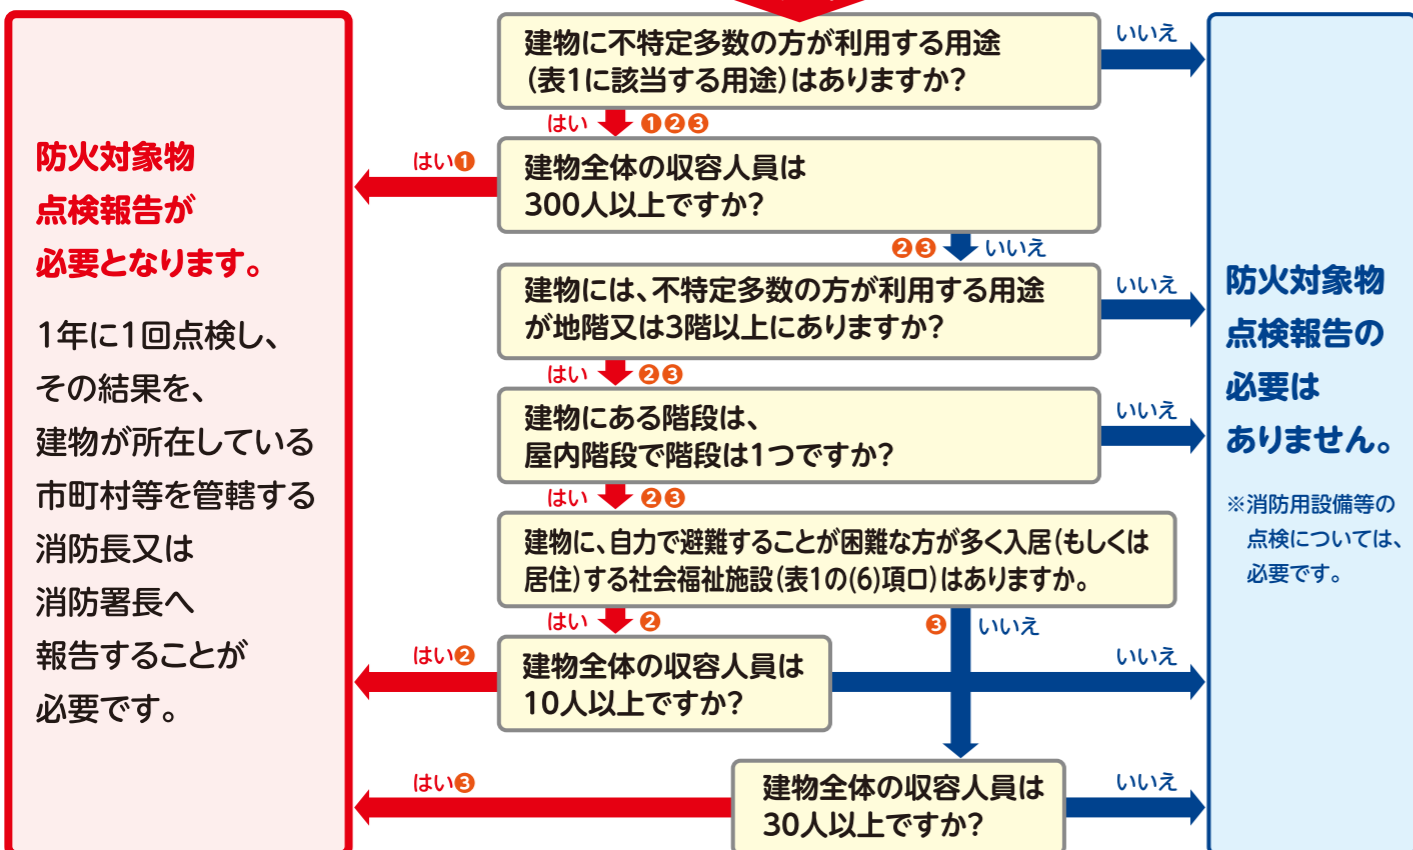 建物に不特定多数の方が利用する用途
(表1に該当する用途)はありますか?
いいえ
はい
❶❷❸
はい❶
建物全体の収容人員は
300人以上ですか?
❷❸
いいえ
建物には、不特定多数の方が利用する用途
が地階又は3階以上にありますか?
いいえ
はい
❷❸
建物にある階段は、
屋内階段で階段は1つですか?
いいえ
はい
❷❸
建物に、自力で避難することが困難な方が多く入居(もしくは
居住)する社会福祉施設(表1の(6)項ロ)はありますか。
はい
❷
❸
いいえ
はい❷
建物全体の収容人員は
10人以上ですか?
いいえ
はい❸
建物全体の収容人員は
30人以上ですか?
いいえ
防火対象物
点検報告が
必要となります。
1年に1回点検し、
その結果を、
建物が所在している
市町村等を管轄する
消防長又は
消防署長へ
報告することが
必要です。
防火対象物
点検報告の
必要は
ありません。
※消防用設備等の
点検については、
必要です。